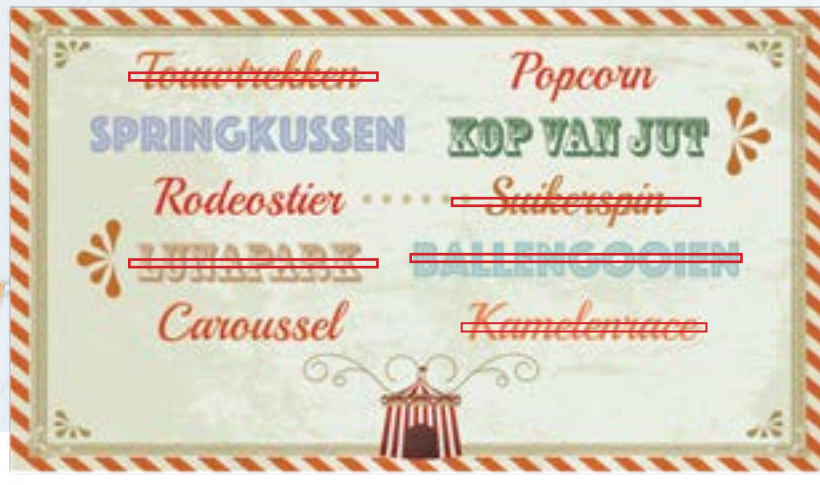 Touwtrekken Popcorn
SPRINGKUSSEN KOP VAN JUT
Rodeostier Suikerspin
LUNAPARK BALLENGOOIEN
Caroussel Kamelenrace